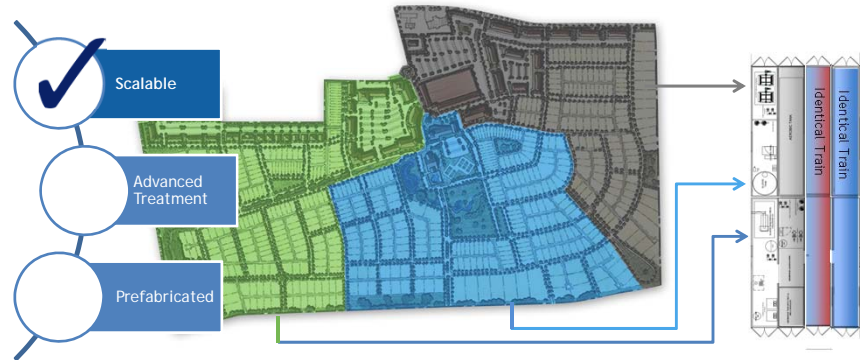 Scalable
Advanced
Treatment
Prefabricated
Identical Train
Identical Train